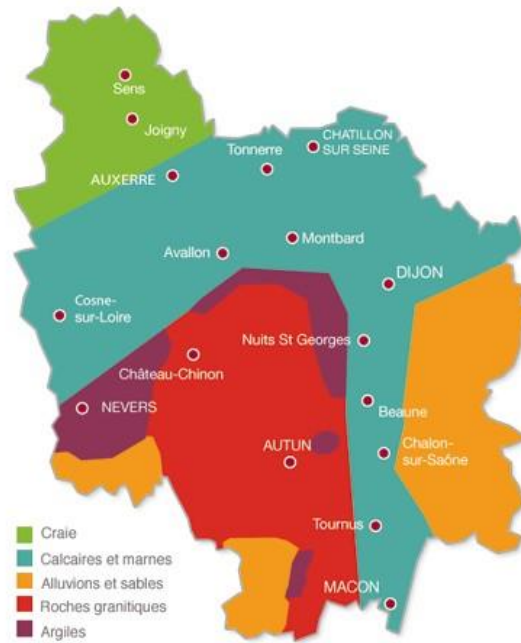 Sens
Joigny
CHATILLON
SUR SEINE
Tonnerre
AUXERRE
Montbard
Avallon
DIJON
Cosne-
sur-Loire
Nuits St Georges
Château-Chinon
NEVERS
Beaune
AUTUN
Chalon-
sur-Saône
Tournus
MACON
Craie
Calcaires et marnes
Alluvions et sables
Roches granitiques
Argiles